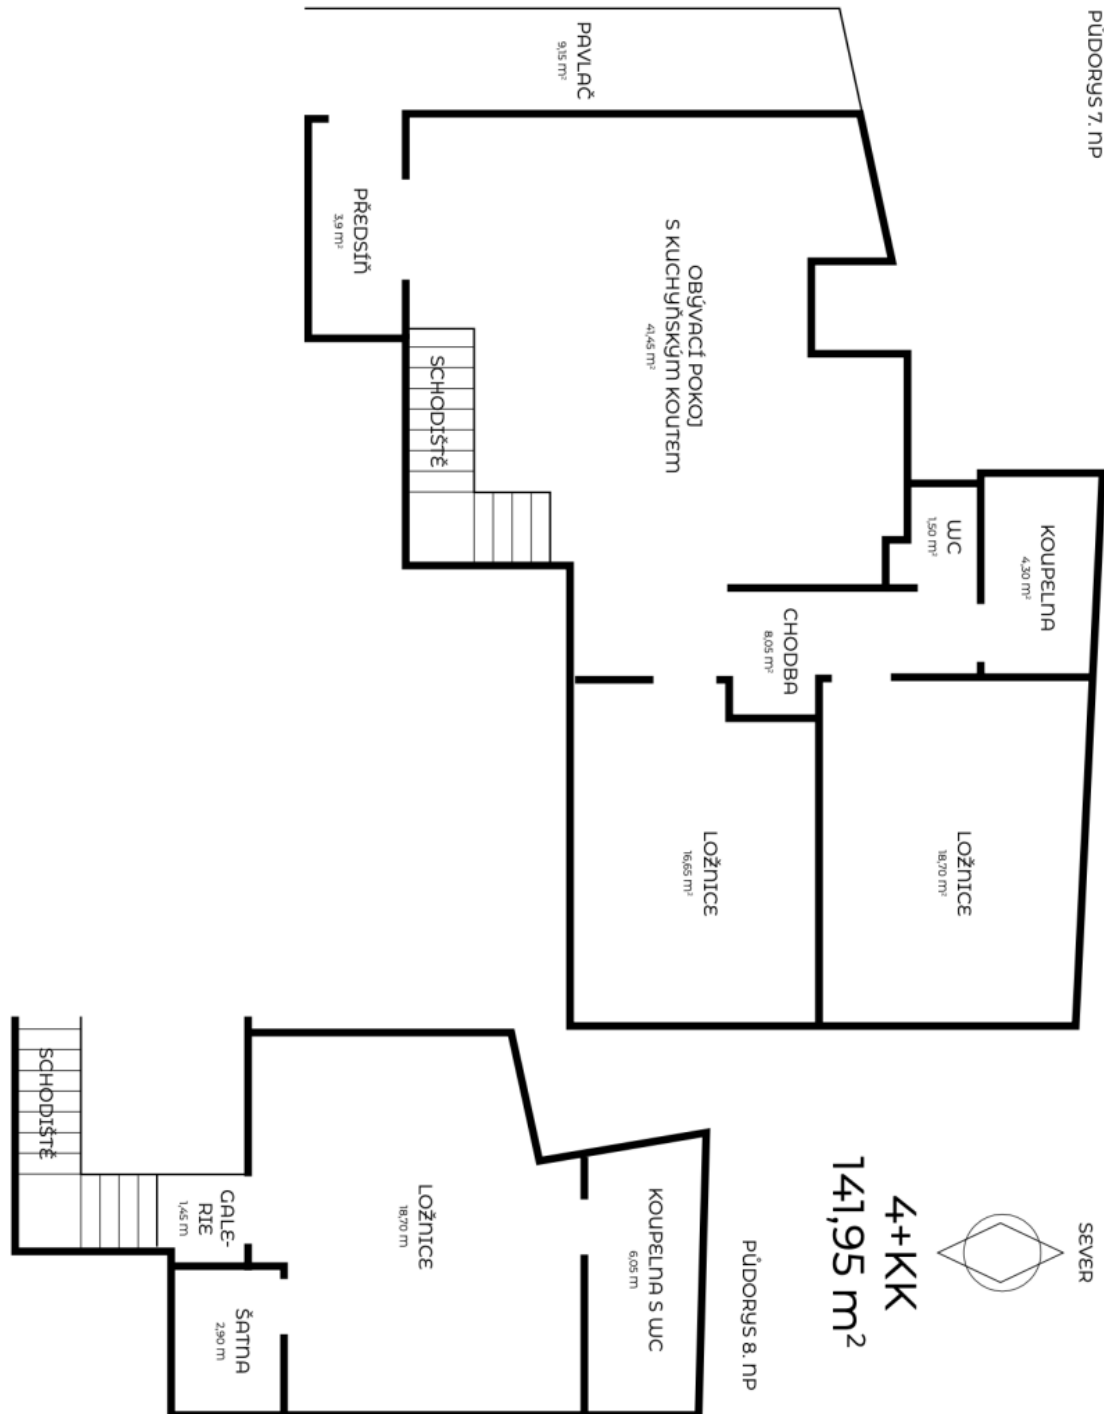 PŮDORYS 7. NP
KOUPELNA
4,30 m²
WC
1,50 m²
LOŽNICE
18,70 m²
CHODBA
8,05 m²
LOŽNICE
16,65 m²
OBÝVACÍ POKOJ
S KUCHYŇSKÝM KOUTEM
41,45 m²
PAVLAČ
9,15 m²
SCHODIŠTĚ
PŘEDSÍŇ
3,9 m²
SEVER
4+KK
141,95 m²
PŮDORYS 8. NP
KOUPELNA S WC
6,05 m
LOŽNICE
18,70 m
GALE-
RIE
1,45 m
ŠATNA
2,90 m
SCHODIŠTĚ